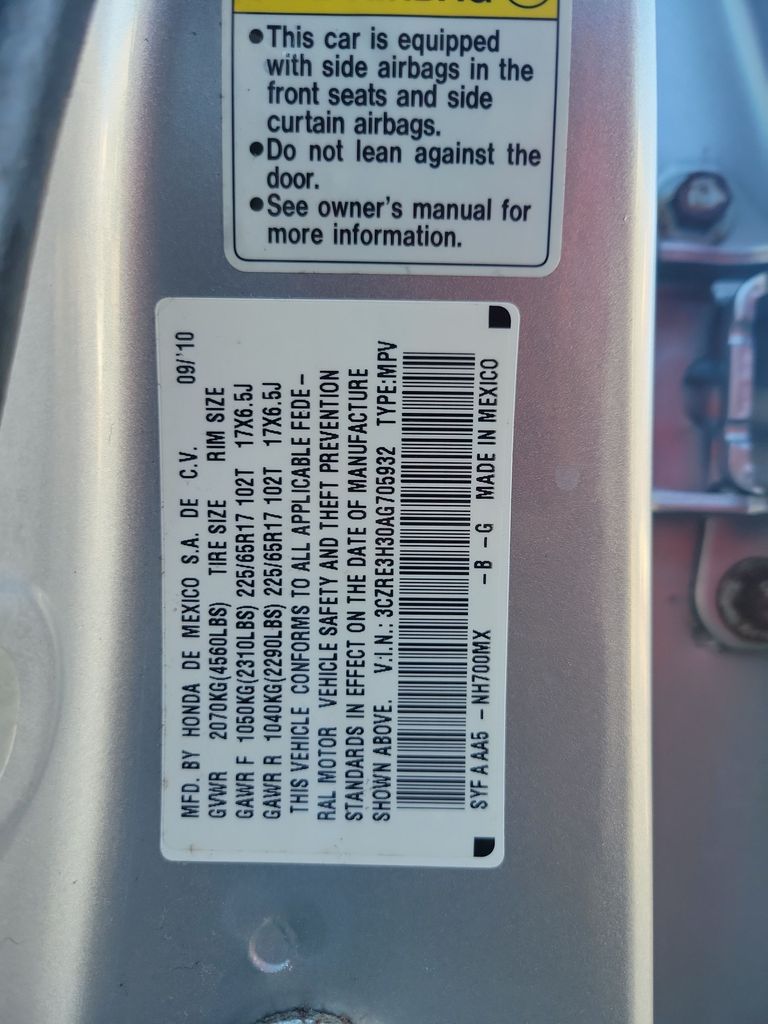 •This car is equipped
with side airbags in the
front seats and side
curtain airbags.
•Do not lean against the
door.
•See owner's manual for
more information.
MFD. BY HONDA DE MEXICO S.A. DE C.V. 09/'10
GVWR 2070KG(4560LBS) TIRE SIZE RIM SIZE
GAWR F 1050KG(2310LBS) 225/65R17 102T 17X6.5J
GAWR R 1040KG(2290LBS) 225/65R17 102T 17X6.5J
THIS VEHICLE CONFORMS TO ALL APPLICABLE FEDE-
RAL MOTOR VEHICLE SAFETY AND THEFT PREVENTION
STANDARDS IN EFFECT ON THE DATE OF MANUFACTURE
SHOWN ABOVE. V.I.N.: 3CZRE3H30AG705932 TYPE:MPV
SYF A AA5 -NH700MX -B -G MADE IN MEXICO